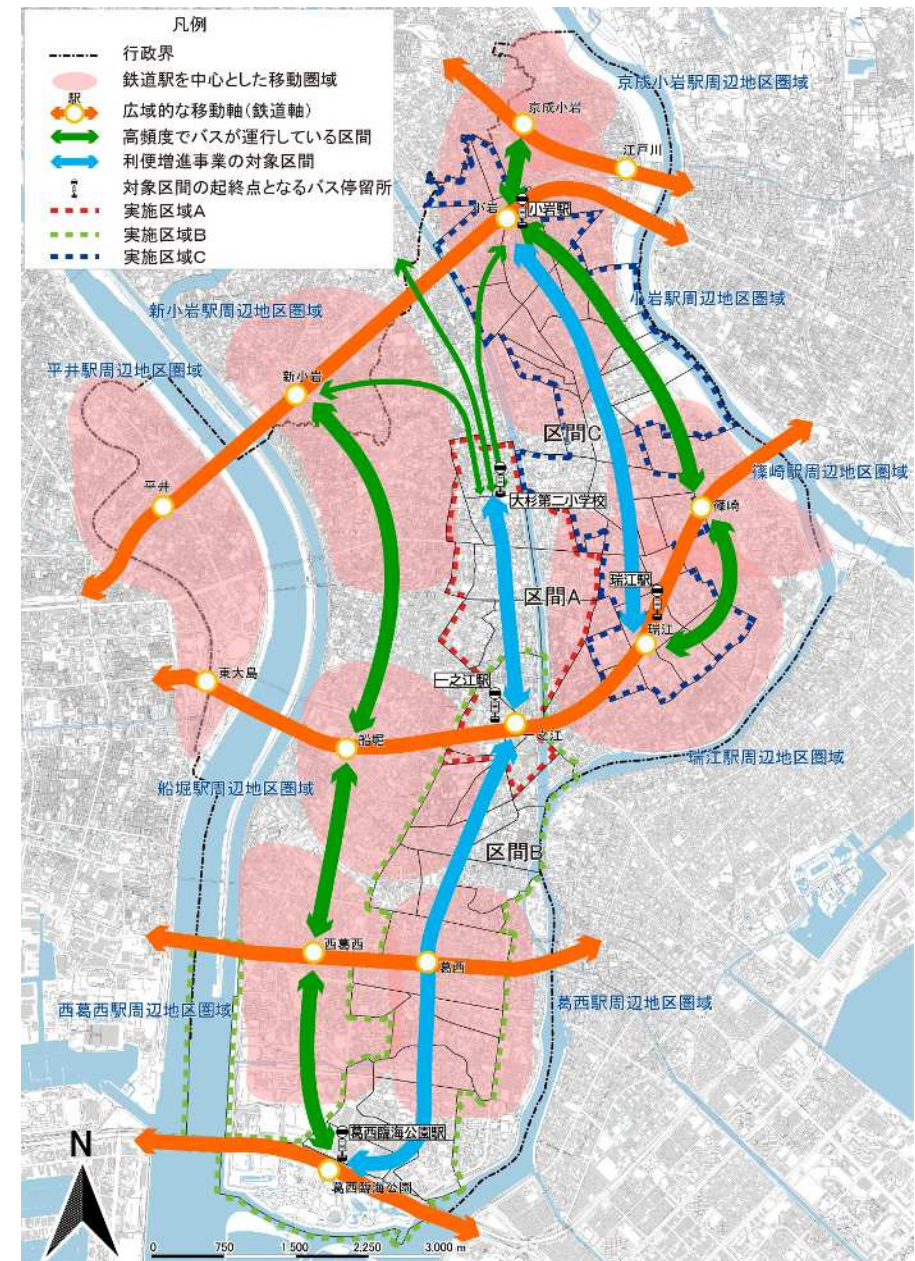 凡例
行政界
鉄道駅を中心とした移動圏域
駅
広域的な移動軸(鉄道軸)
高頻度でバスが運行している区間
利便増進事業の対象区間
対象区間の起終点となるバス停留所
実施区域A
実施区域B
実施区域C
京成小岩駅周辺地区圏域
京成小岩
江戸川
小岩
小岩駅
小岩駅周辺地区圏域
新小岩駅周辺地区圏域
平井駅周辺地区圏域
新小岩
区間C
篠崎駅周辺地区圏域
平井
大杉第二小学校
篠崎
区間A
瑞江駅
瑞江
東大島
一之江駅
一之江
船堀
瑞江駅周辺地区圏域
船堀駅周辺地区圏域
区間B
西葛西
葛西
西葛西駅周辺地区圏域
葛西駅周辺地区圏域
葛西臨海公園駅
葛西臨海公園
N
0 750 1,500 2,250 3,000 m